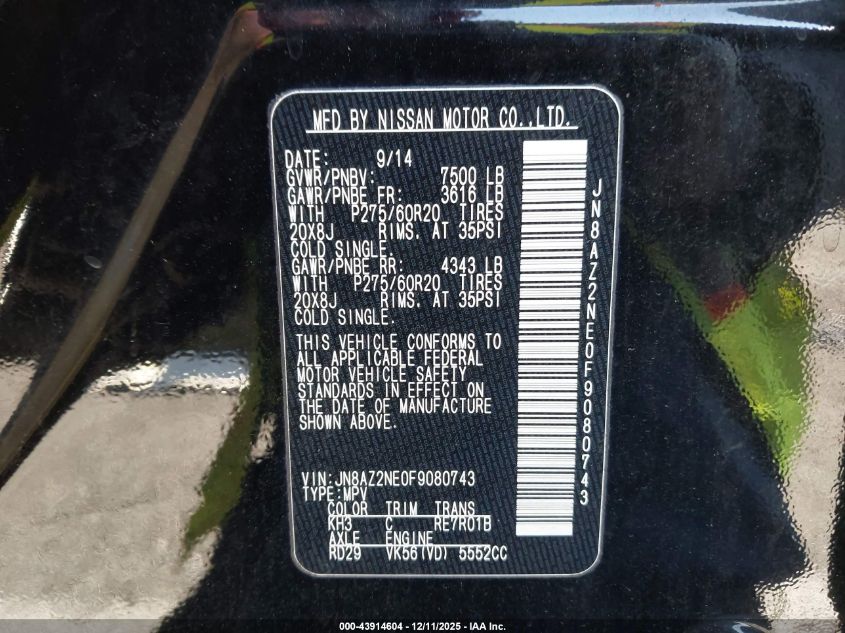 MFD BY NISSAN MOTOR CO.,LTD.
DATE: 9/14
GVWR/PNBV: 7500 LB
GAWR/PNBE FR: 3616 LB
WITH P275/60R20 TIRES
20X8J RIMS. AT 35PSI
COLD SINGLE.
GAWR/PNBE RR: 4343 LB
WITH P275/60R20 TIRES
20X8J RIMS. AT 35PSI
COLD SINGLE.
THIS VEHICLE CONFORMS TO
ALL APPLICABLE FEDERAL
MOTOR VEHICLE SAFETY
STANDARDS IN EFFECT ON
THE DATE OF MANUFACTURE
SHOWN ABOVE.
VIN:JN8AZ2NE0F9080743
TYPE:MPV
COLOR TRIM TRANS
KH3 C RE7R01B
AXLE ENGINE
RD29 VK56(VD) 5552CC
JN8AZ2NE0F9080743
000-43914604 - 12/11/2025 - IAA Inc.